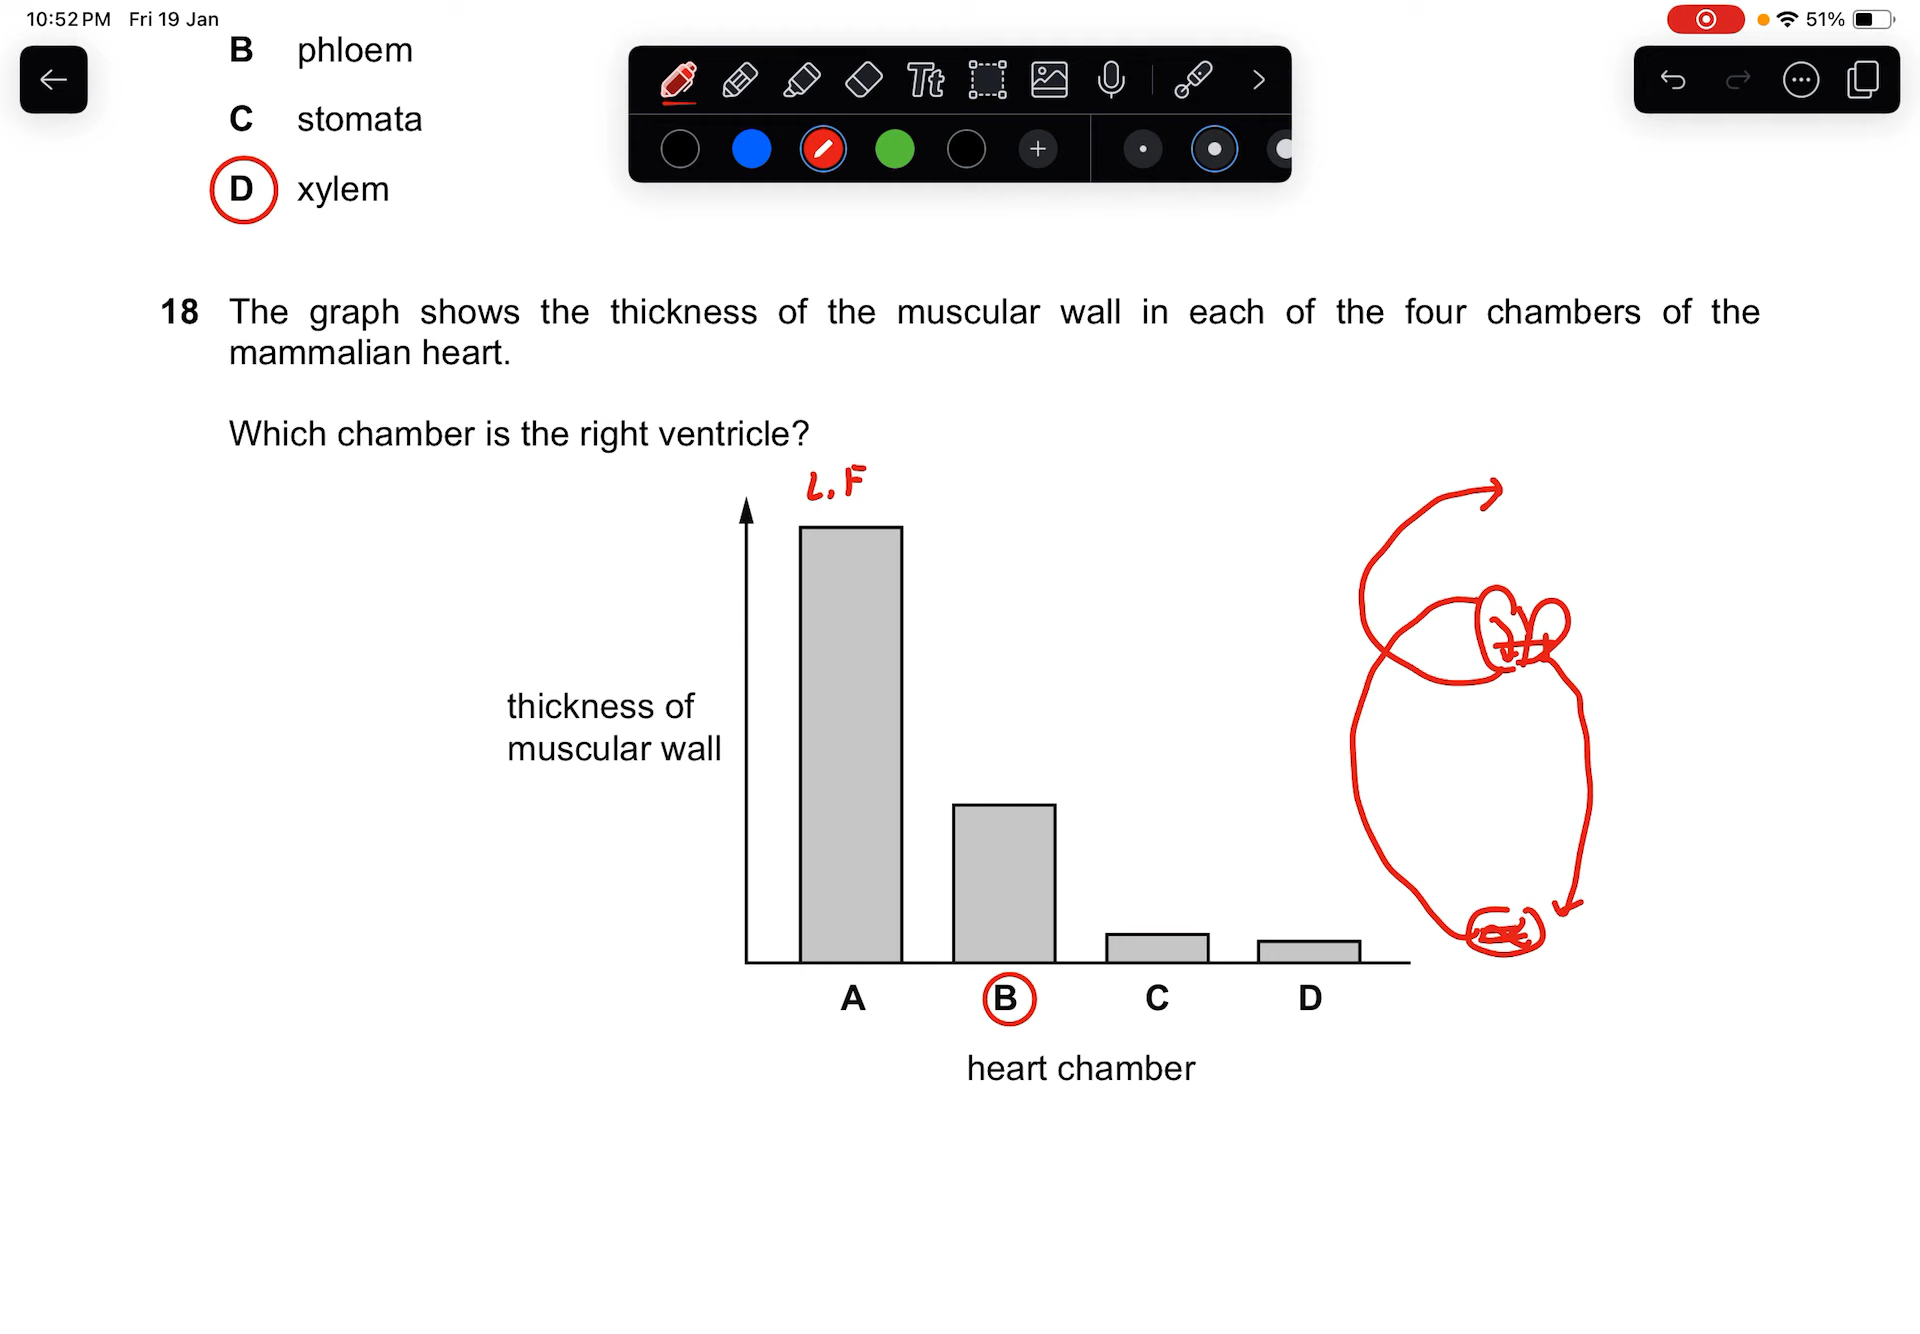 10:52 PM Fri 19 Jan
51%
B phloem
C stomata
D xylem
Tt
18 The graph shows the thickness of the muscular wall in each of the four chambers of the
mammalian heart.
Which chamber is the right ventricle?
L.F
thickness of
muscular wall
A B C D
heart chamber